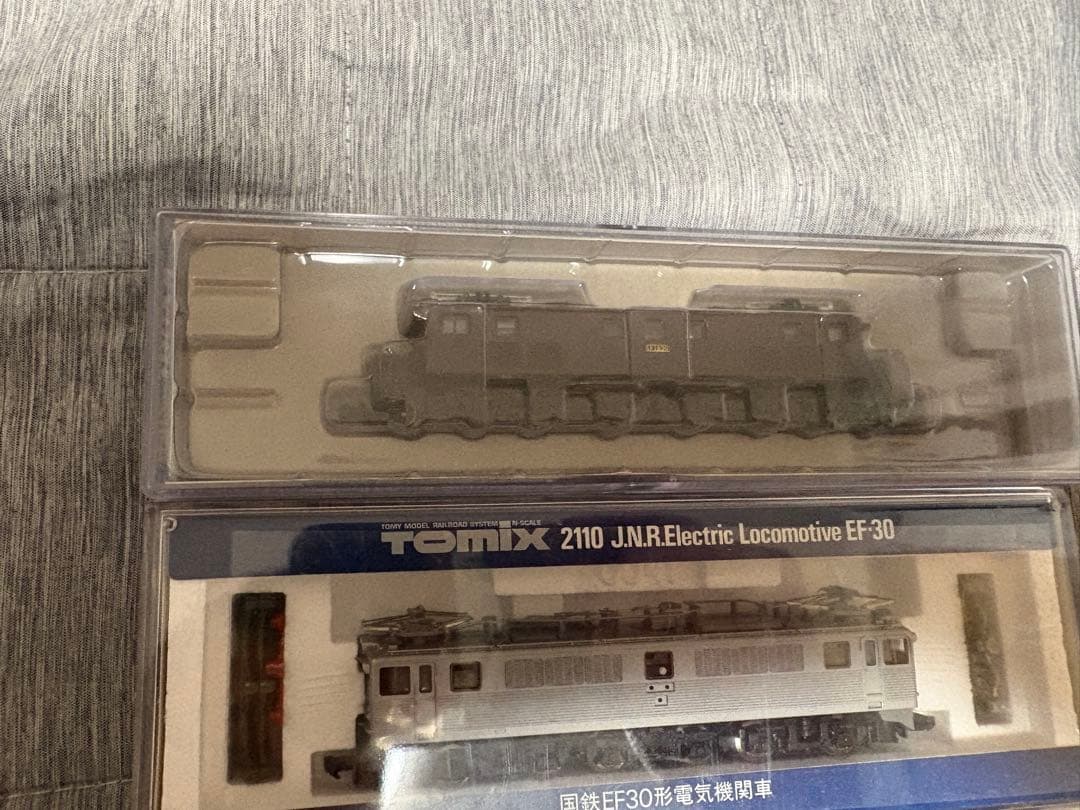 TOMY MODEL RAILROAD SYSTEM N-SCALE
TOMIX 2110 J.N.R.Electric Locomotive EF-30
国鉄EF30形電気機関車